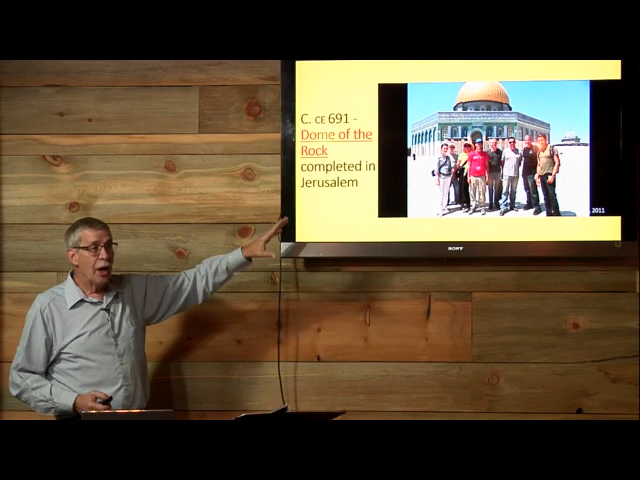 C. CE 691 -
Dome of the
Rock
completed in
Jerusalem
2011
SONY